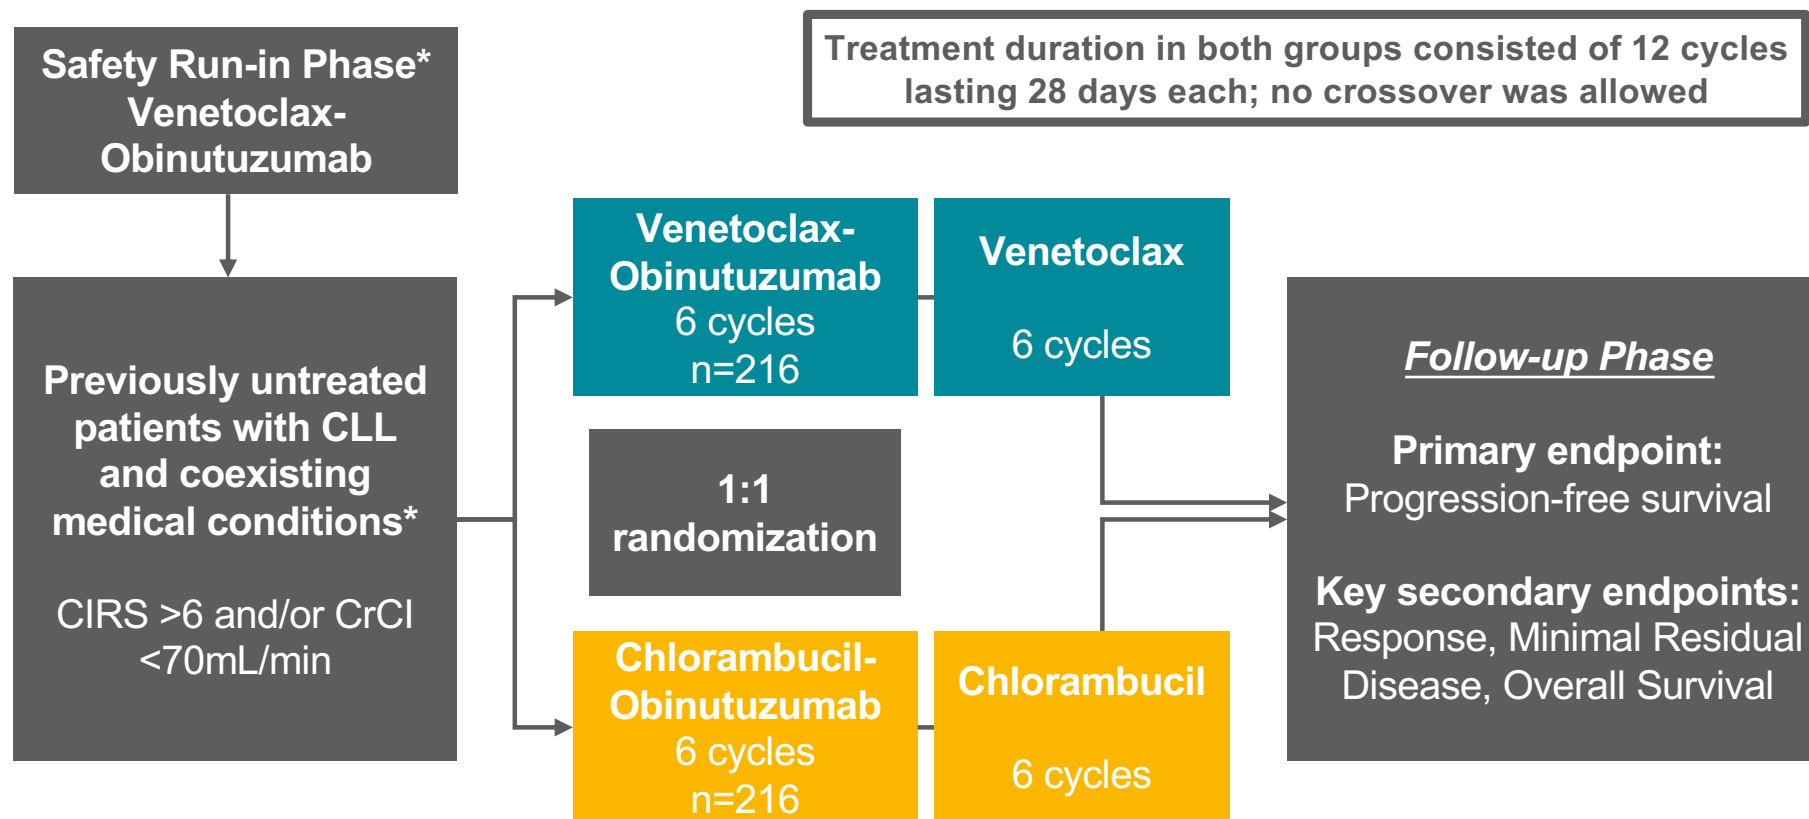 Safety Run-in Phase*
Venetoclax-
Obinutuzumab
Treatment duration in both groups consisted of 12 cycles
lasting 28 days each; no crossover was allowed
Previously untreated
patients with CLL
and coexisting
medical conditions*
CIRS >6 and/or CrCl
<70mL/min
Venetoclax-
Obinutuzumab
6 cycles
n=216
Venetoclax
6 cycles
1:1
randomization
Chlorambucil-
Obinutuzumab
6 cycles
n=216
Chlorambucil
6 cycles
Follow-up Phase
Primary endpoint:
Progression-free survival
Key secondary endpoints:
Response, Minimal Residual
Disease, Overall Survival